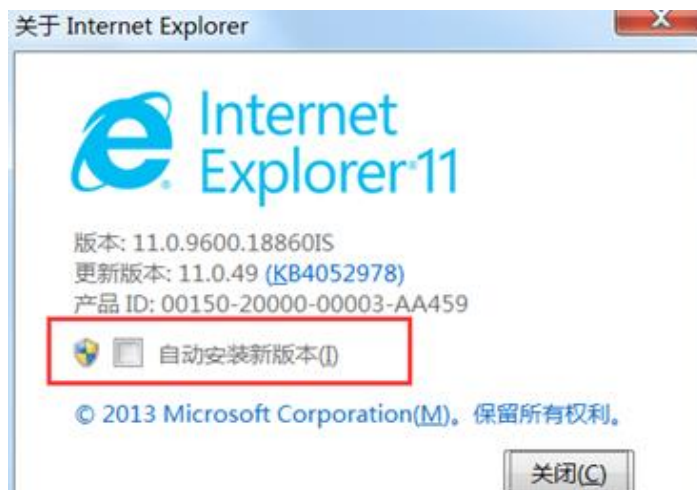 关于 Internet Explorer
Internet
Explorer 11
版本: 11.0.9600.18860IS
更新版本: 11.0.49 (KB4052978)
产品 ID: 00150-20000-00003-AA459
自动安装新版本(I)
© 2013 Microsoft Corporation(M)。保留所有权利。
关闭(C)